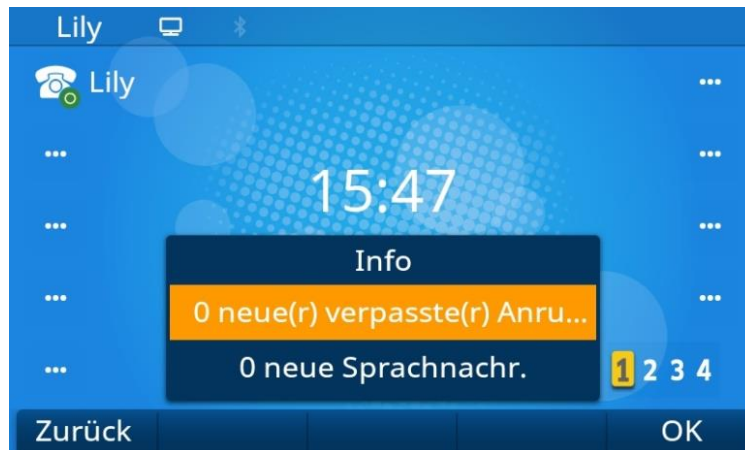 Lily
Lily
...
...
...
15:47
...
...
Info
...
0 neue(r) verpasste(r) Anru...
...
...
0 neue Sprachnachr.
1 2 3 4
Zurück
OK